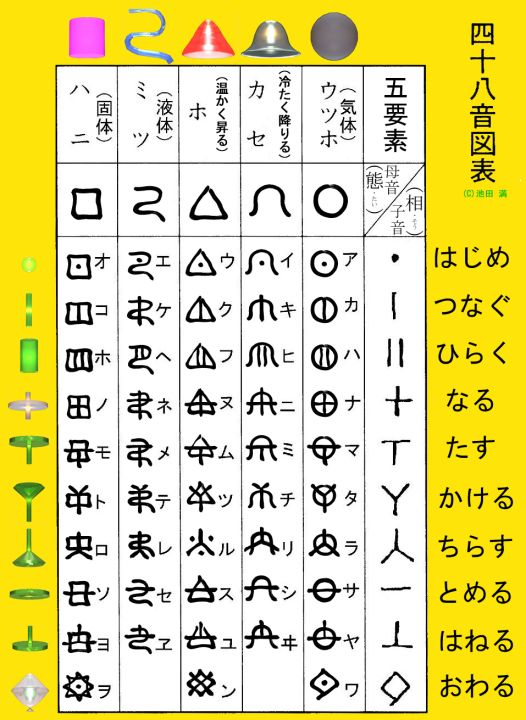 四十八音図表
(C)池田 満
五要素
ウツホ
(気体)
カ セ
(冷たく降りる)
ホ
(温かく昇る)
ミ ツ
(液体)
ハ ニ
(固体)
母音
(態・たい)
(相・そう)
子音
はじめ
ア イ ウ エ オ
つなぐ
カ キ ク ケ コ
ひらく
ハ ヒ フ ヘ ホ
なる
ナ ニ ヌ ネ ノ
たす
マ ミ ム メ モ
かける
タ チ ツ テ ト
ちらす
ラ リ ル レ ロ
とめる
サ シ ス セ ソ
はねる
ヤ ヰ ユ ヱ ヨ
おわる
ワ ン ヲ